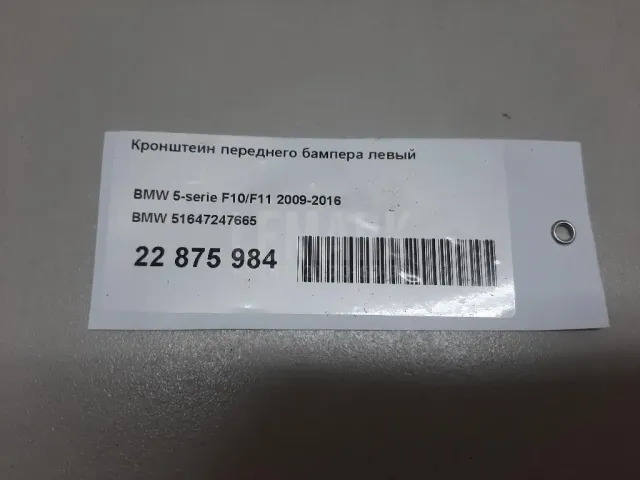 Кронштеин переднего бампера левый
BMW 5-serie F10/F11 2009-2016
BMW 51647247665
22 875 984